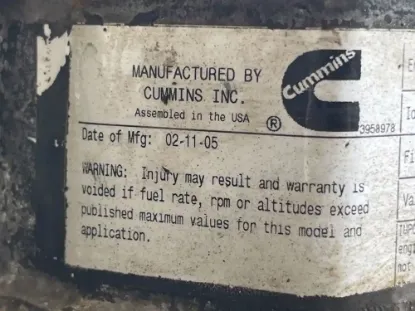 MANUFACTURED BY
CUMMINS INC.
Assembled in the USA
®
Cummins
3958978
Date of Mfg: 02-11-05
WARNING: Injury may result and warranty is
voided if fuel rate, rpm or altitudes exceed
published maximum values for this model and
application.